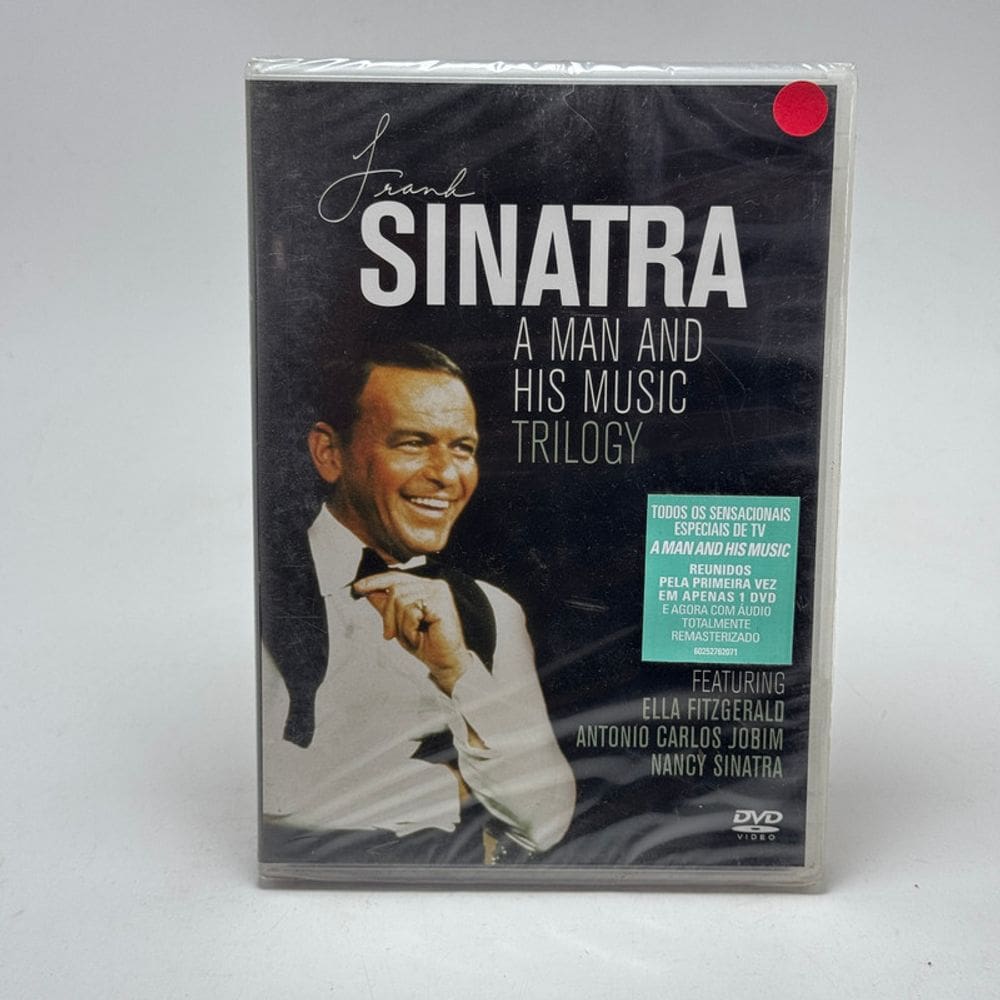 Frank
SINATRA
A MAN AND
HIS MUSIC
TRILOGY
TODOS OS SENSACIONAIS
ESPECIAIS DE TV
A MAN AND HIS MUSIC
REUNIDOS
PELA PRIMEIRA VEZ
EM APENAS 1 DVD
E AGORA COM ÁUDIO
TOTALMENTE
REMASTERIZADO
60252762071
FEATURING
ELLA FITZGERALD
ANTONIO CARLOS JOBIM
NANCY SINATRA
DVD
VIDEO